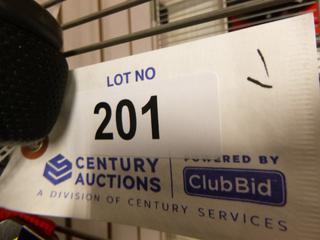 LOT NO
201
CENTURY
AUCTIONS
POWERED BY
ClubBid
A DIVISION OF CENTURY SERVICES